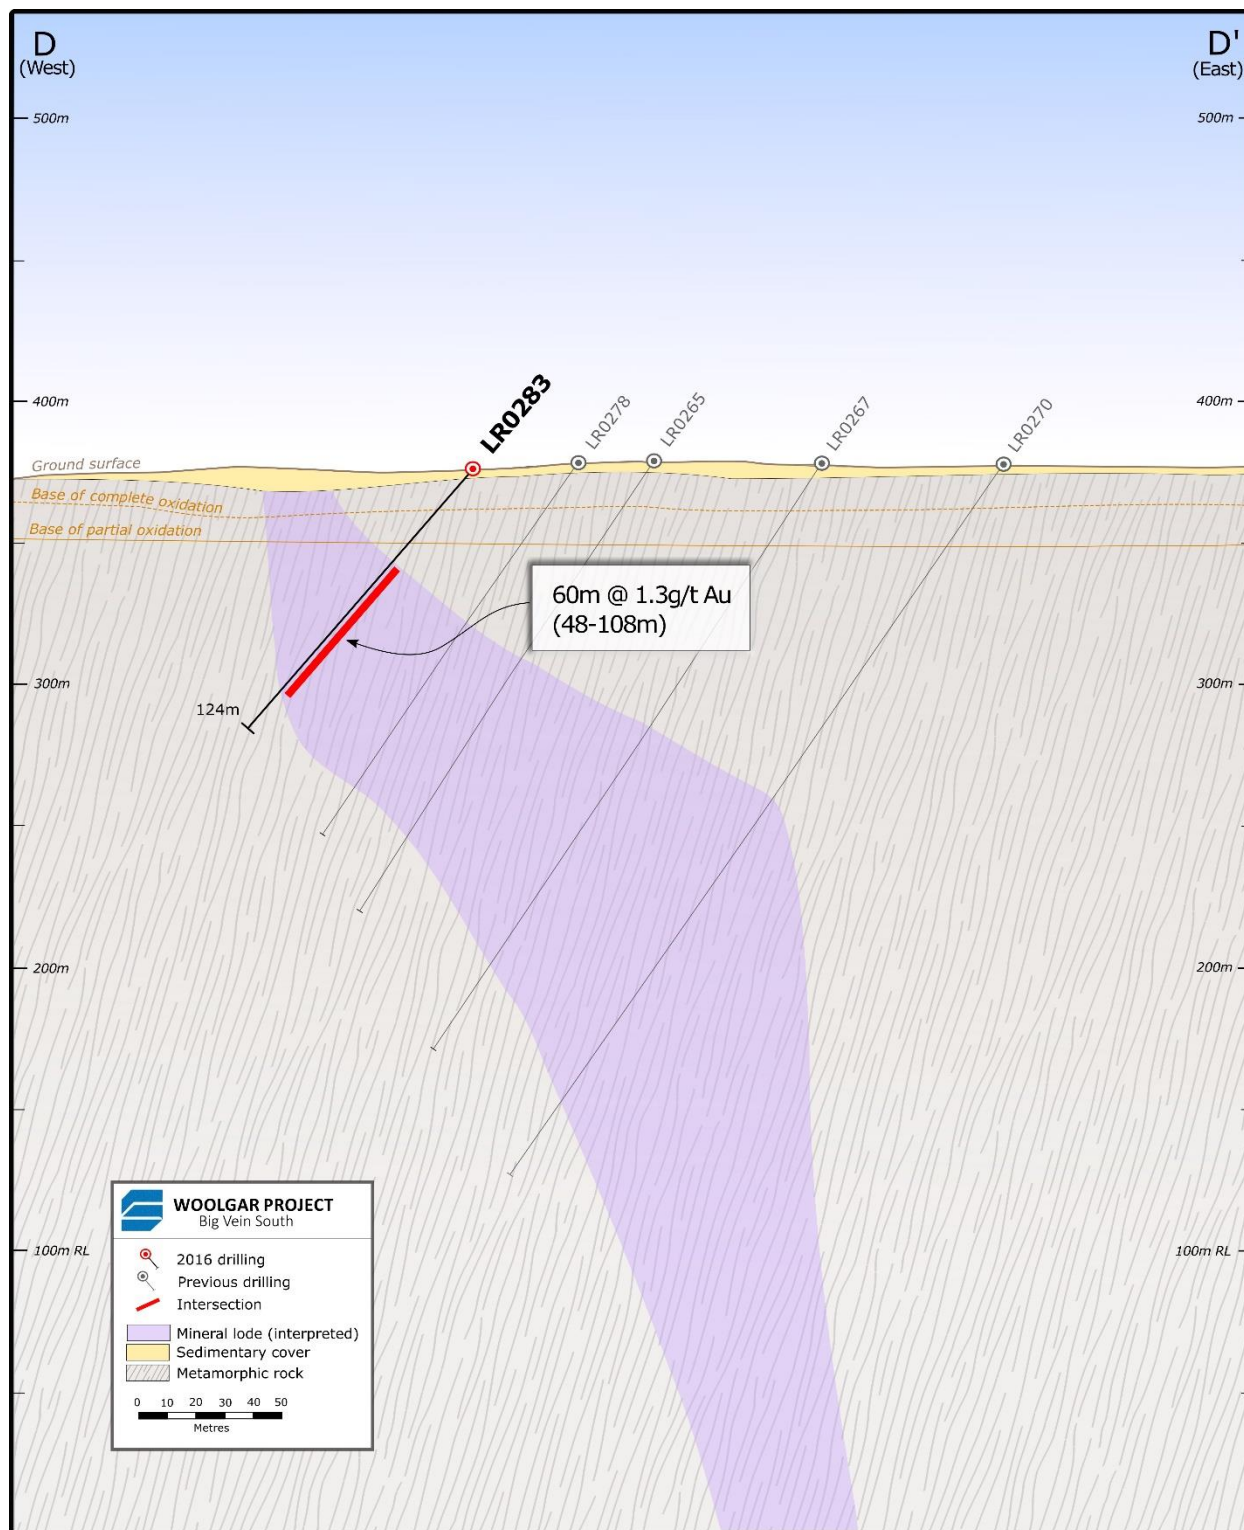 D
(West)
D'
(East)
500m
500m
400m
400m
LR0283
LR0278
LR0265
LR0267
LR0270
Ground surface
Base of complete oxidation
Base of partial oxidation
60m @ 1.3g/t Au
(48-108m)
300m
300m
124m
200m
200m
100m RL
100m RL
WOOLGAR PROJECT
Big Vein South
2016 drilling
Previous drilling
Intersection
Mineral lode (interpreted)
Sedimentary cover
Metamorphic rock
0 10 20 30 40 50
Metres